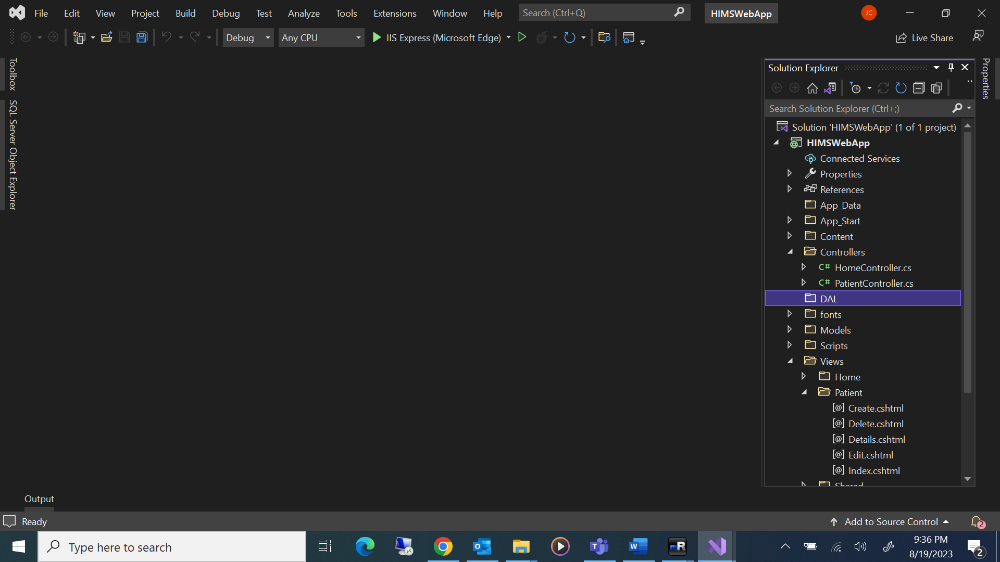 File Edit View Project Build Debug Test Analyze Tools Extensions Window Help Search (Ctrl+Q) HIMSWebApp JC
Debug Any CPU IIS Express (Microsoft Edge) Live Share
Toolbox
SQL Server Object Explorer
Solution Explorer
Properties
Search Solution Explorer (Ctrl+;)
Solution 'HIMSWebApp' (1 of 1 project)
HIMSWebApp
Connected Services
Properties
References
App_Data
App_Start
Content
Controllers
C# HomeController.cs
C# PatientController.cs
DAL
fonts
Models
Scripts
Views
Home
Patient
[@] Create.cshtml
[@] Delete.cshtml
[@] Details.cshtml
[@] Edit.cshtml
[@] Index.cshtml
Shared
Output
Ready Add to Source Control 2
Type here to search
mR
9:36 PM
8/19/2023
2